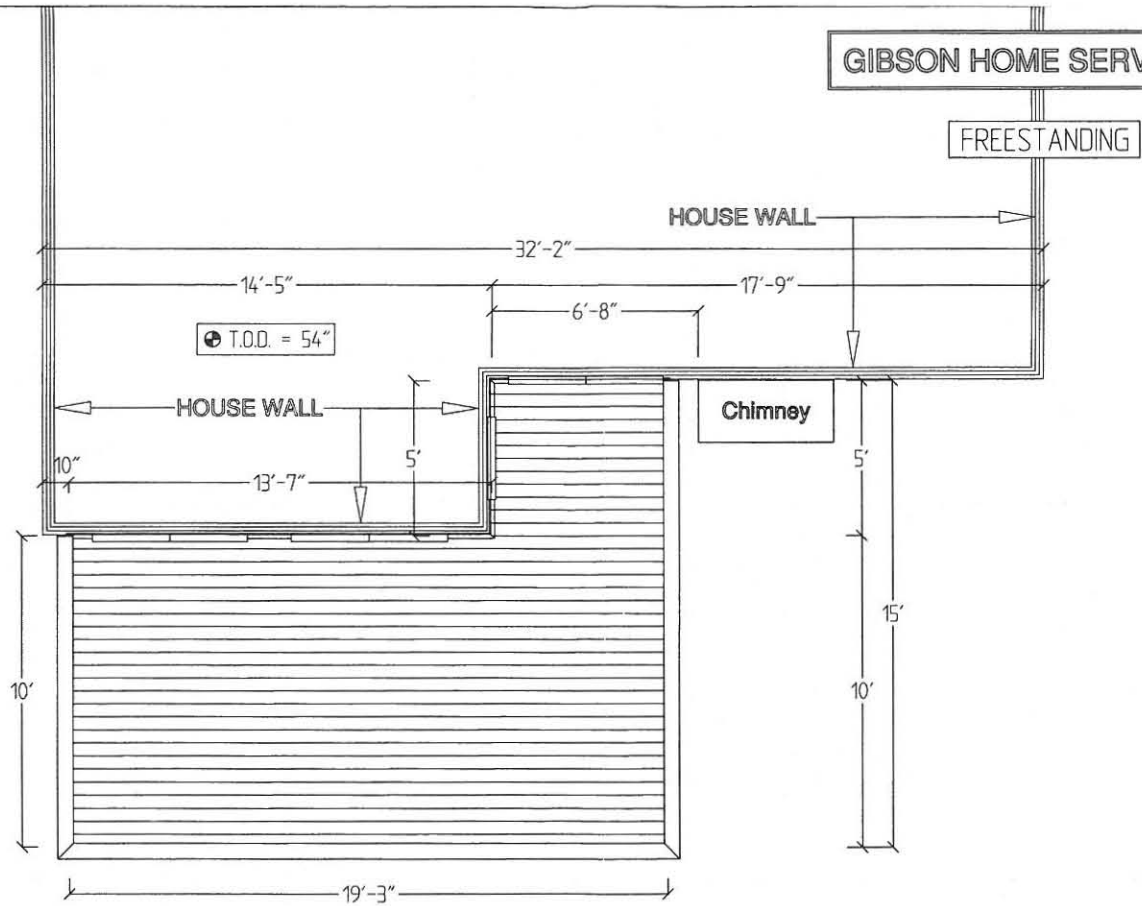 GIBSON HOME SERV
FREESTANDING
HOUSE WALL
32'-2"
14'-5"
17'-9"
6'-8"
T.O.D. = 54"
HOUSE WALL
Chimney
10"
13'-7"
5'
5'
15'
10'
10'
19'-3"